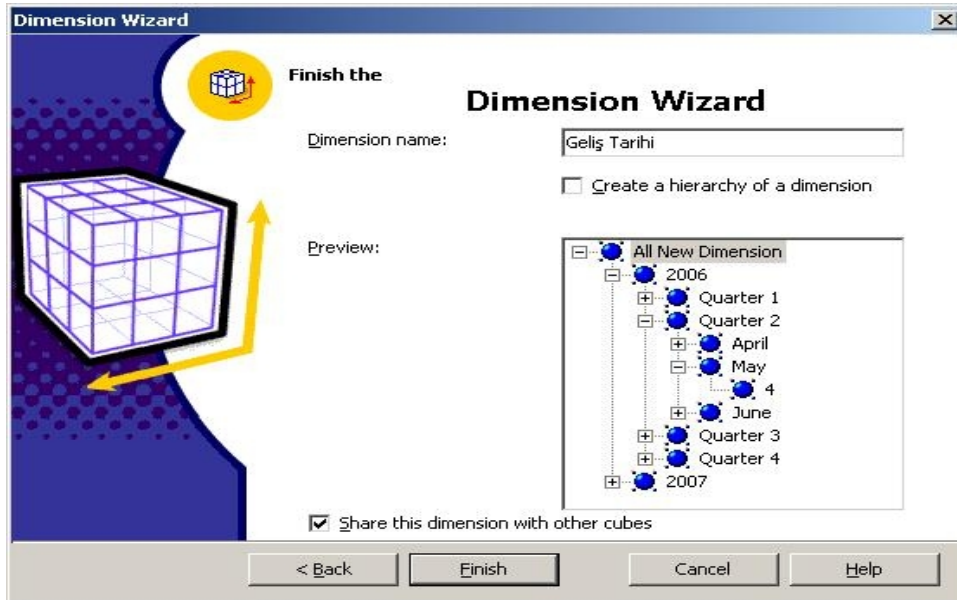 Dimension Wizard
Finish the
Dimension Wizard
Dimension name:
Geliş Tarihi
Create a hierarchy of a dimension
Preview:
All New Dimension
2006
Quarter 1
Quarter 2
April
May
4
June
Quarter 3
Quarter 4
2007
Share this dimension with other cubes
< Back Finish Cancel Help